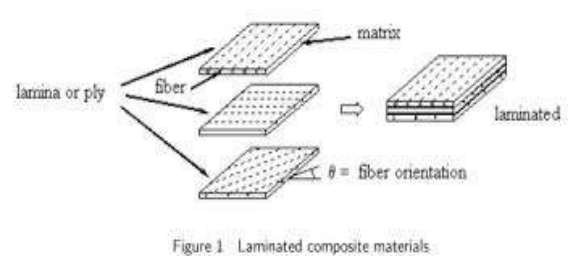 matrix
fiber
lamina or ply
laminated
θ = fiber orientation
Figure 1 Laminated composite materials